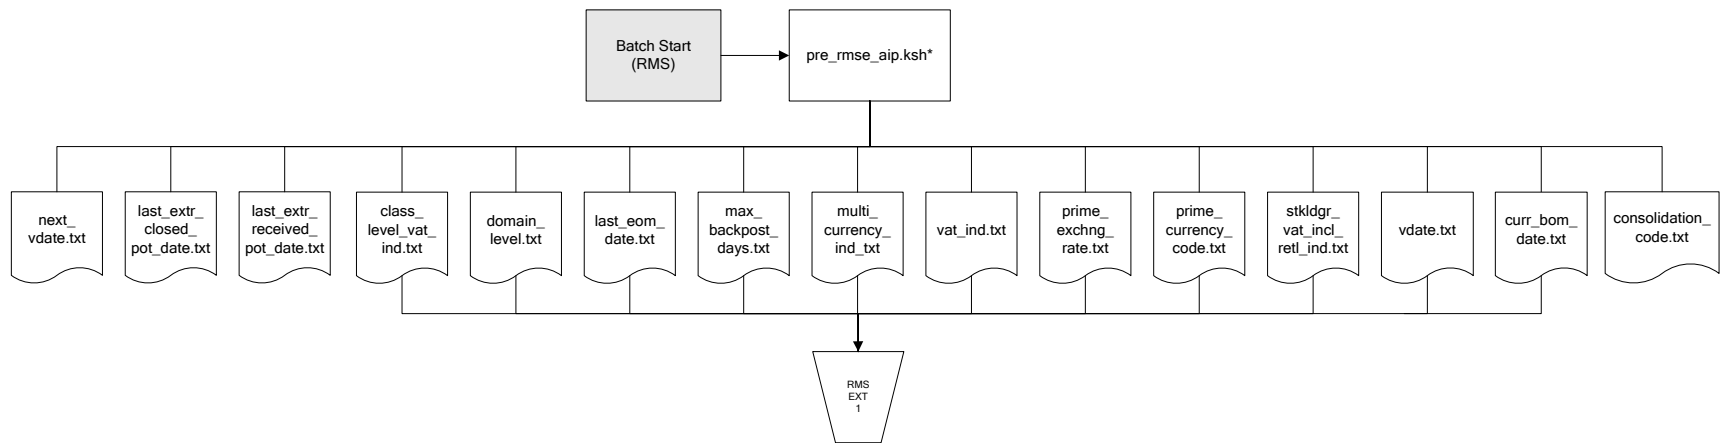 Batch Start
(RMS)
pre_rmse_aip.ksh*
next_
vdate.txt
last_extr_
closed_
pot_date.txt
last_extr_
received_
pot_date.txt
class_
level_vat_
ind.txt
domain_
level.txt
last_eom_
date.txt
max_
backpost_
days.txt
multi_
currency_
ind_txt
vat_ind.txt
prime_
exchng_
rate.txt
prime_
currency_
code.txt
stkldgr_
vat_incl_
retl_ind.txt
vdate.txt
curr_bom_
date.txt
consolidation_
code.txt
RMS
EXT
1